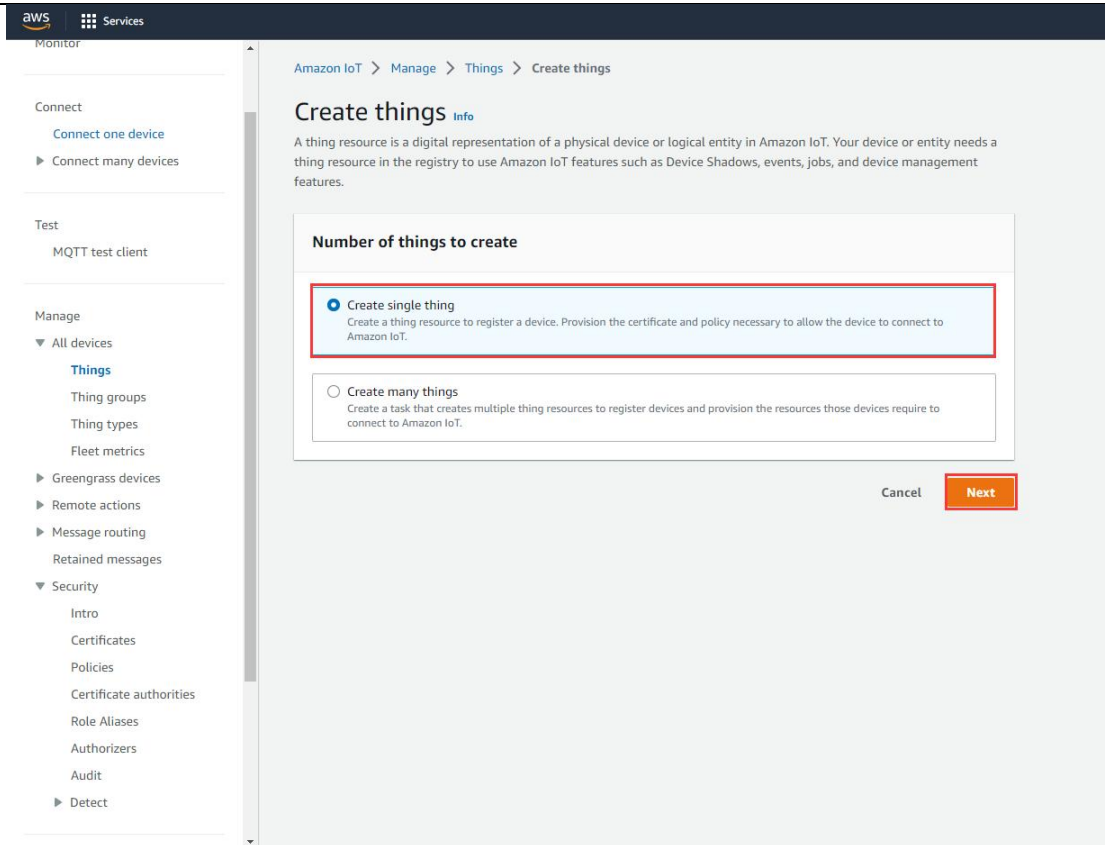 aws
Services
Monitor
Connect
Connect one device
Connect many devices
Test
MQTT test client
Manage
All devices
Things
Thing groups
Thing types
Fleet metrics
Greengrass devices
Remote actions
Message routing
Retained messages
Security
Intro
Certificates
Policies
Certificate authorities
Role Aliases
Authorizers
Audit
Detect
Amazon IoT > Manage > Things > Create things
Create things Info
A thing resource is a digital representation of a physical device or logical entity in Amazon IoT. Your device or entity needs a
thing resource in the registry to use Amazon IoT features such as Device Shadows, events, jobs, and device management
features.
Number of things to create
Create single thing
Create a thing resource to register a device. Provision the certificate and policy necessary to allow the device to connect to
Amazon IoT.
Create many things
Create a task that creates multiple thing resources to register devices and provision the resources those devices require to
connect to Amazon IoT.
Cancel
Next